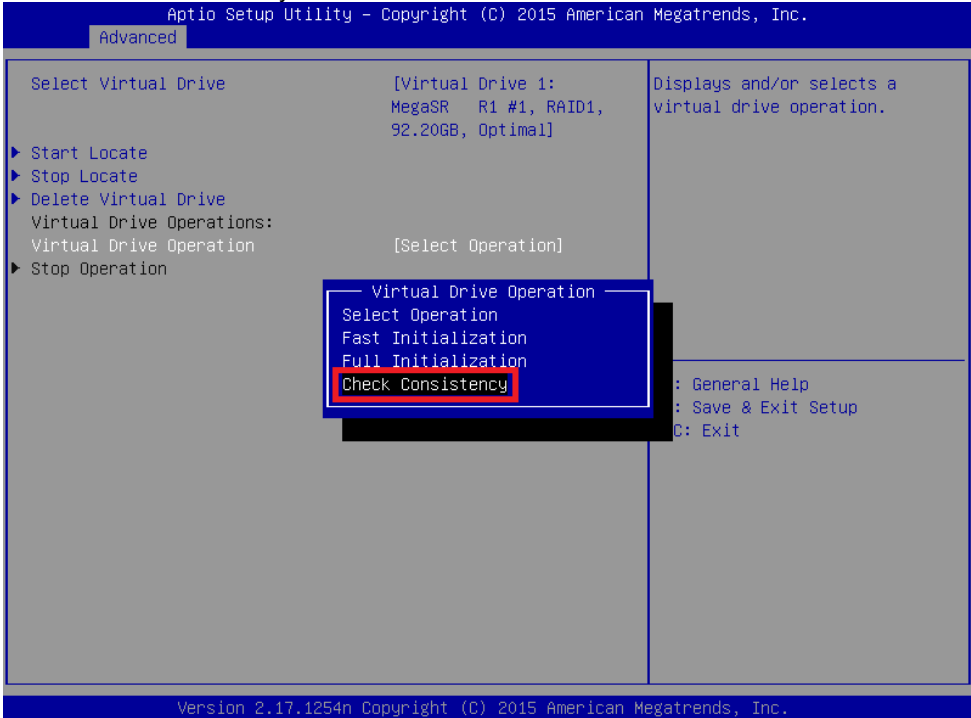 Aptio Setup Utility – Copyright (C) 2015 American Megatrends, Inc.
Advanced
Select Virtual Drive [Virtual Drive 1:
MegaSR R1 #1, RAID1,
92.20GB, Optimal]
Start Locate
Stop Locate
Delete Virtual Drive
Virtual Drive Operations:
Virtual Drive Operation [Select Operation]
Stop Operation
Virtual Drive Operation
Select Operation
Fast Initialization
Full Initialization
Check Consistency
Displays and/or selects a
virtual drive operation.
: General Help
: Save & Exit Setup
C: Exit
Version 2.17.1254n Copyright (C) 2015 American Megatrends, Inc.